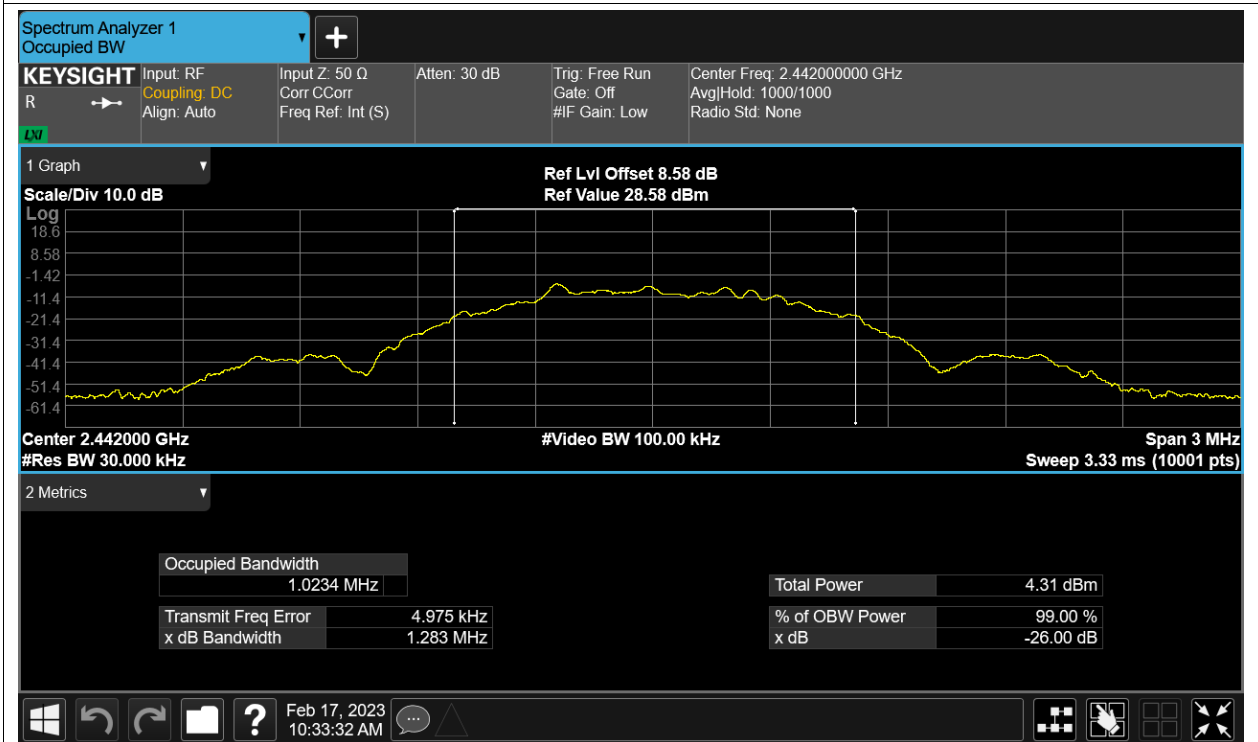 Spectrum Analyzer 1
Occupied BW
+
KEYSIGHT
R
LXI
Input: RF
Coupling: DC
Align: Auto
Input Z: 50 Ω
Corr CCorr
Freq Ref: Int (S)
Atten: 30 dB
Trig: Free Run
Gate: Off
#IF Gain: Low
Center Freq: 2.442000000 GHz
Avg|Hold: 1000/1000
Radio Std: None
1 Graph
Scale/Div 10.0 dB
Ref Lvl Offset 8.58 dB
Ref Value 28.58 dBm
Log
18.6
8.58
-1.42
-11.4
-21.4
-31.4
-41.4
-51.4
-61.4
Center 2.442000 GHz
#Res BW 30.000 kHz
#Video BW 100.00 kHz
Span 3 MHz
Sweep 3.33 ms (10001 pts)
2 Metrics
Occupied Bandwidth
1.0234 MHz
Transmit Freq Error 4.975 kHz
x dB Bandwidth 1.283 MHz
Total Power 4.31 dBm
% of OBW Power 99.00 %
x dB -26.00 dB
?
Feb 17, 2023
10:33:32 AM